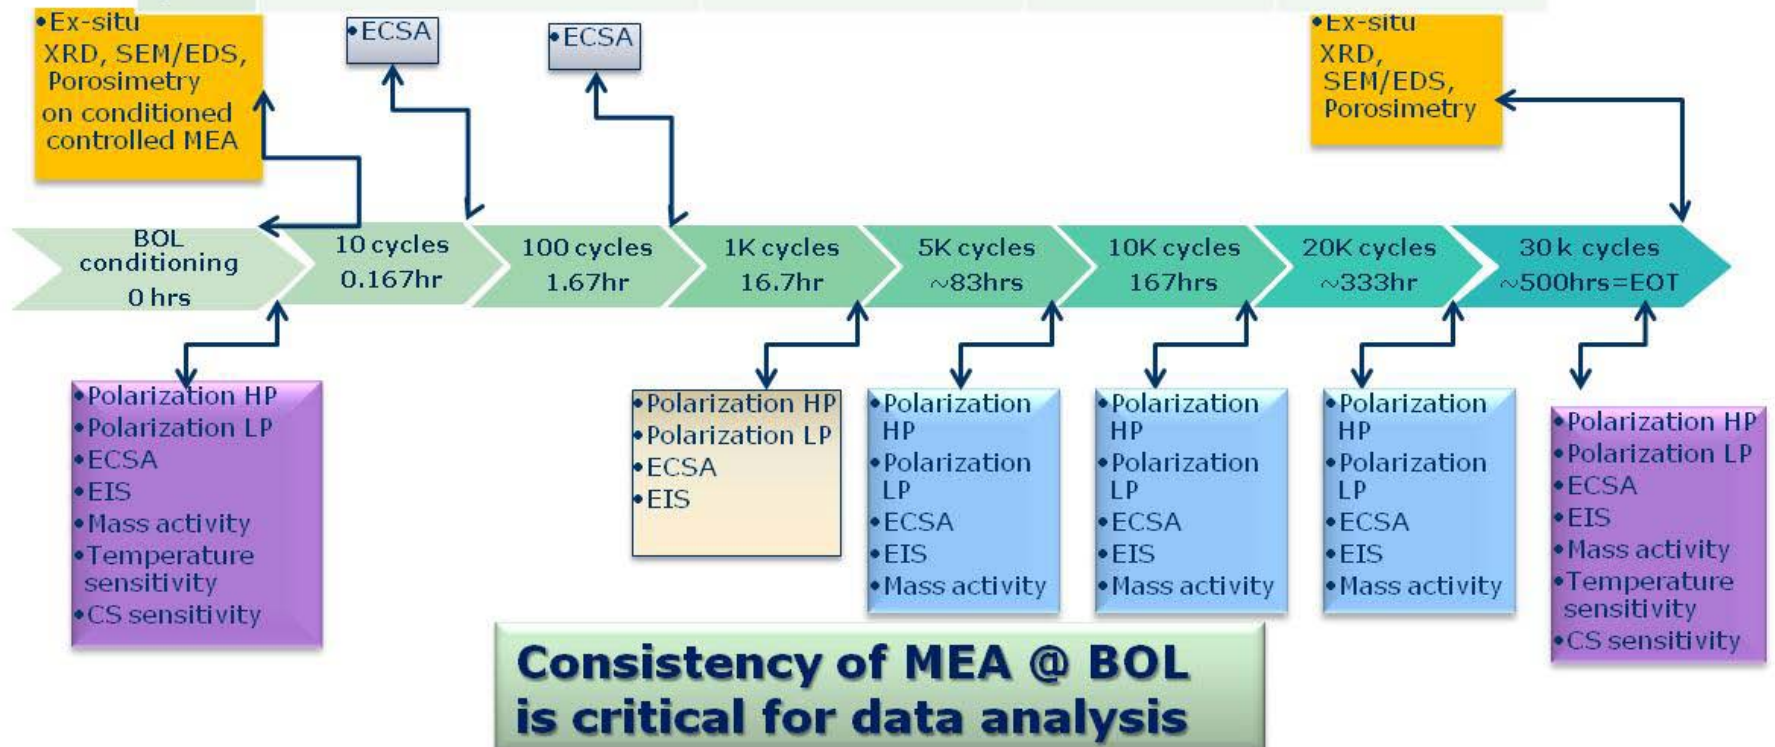 •Ex-situ
XRD, SEM/EDS,
Porosimetry
on conditioned
controlled MEA
•ECSA
•ECSA
•Ex-situ
XRD,
SEM/EDS,
Porosimetry
BOL
conditioning
0 hrs
10 cycles
0.167hr
100 cycles
1.67hr
1K cycles
16.7hr
5K cycles
~83hrs
10K cycles
167hrs
20K cycles
~333hr
30 k cycles
~500hrs=EOT
•Polarization HP
•Polarization LP
•ECSA
•EIS
•Mass activity
•Temperature
sensitivity
•CS sensitivity
•Polarization HP
•Polarization LP
•ECSA
•EIS
•Polarization
HP
•Polarization
LP
•ECSA
•EIS
•Mass activity
•Polarization
HP
•Polarization
LP
•ECSA
•EIS
•Mass activity
•Polarization
HP
•Polarization
LP
•ECSA
•EIS
•Mass activity
•Polarization HP
•Polarization LP
•ECSA
•EIS
•Mass activity
•Temperature
sensitivity
•CS sensitivity
Consistency of MEA @ BOL
is critical for data analysis